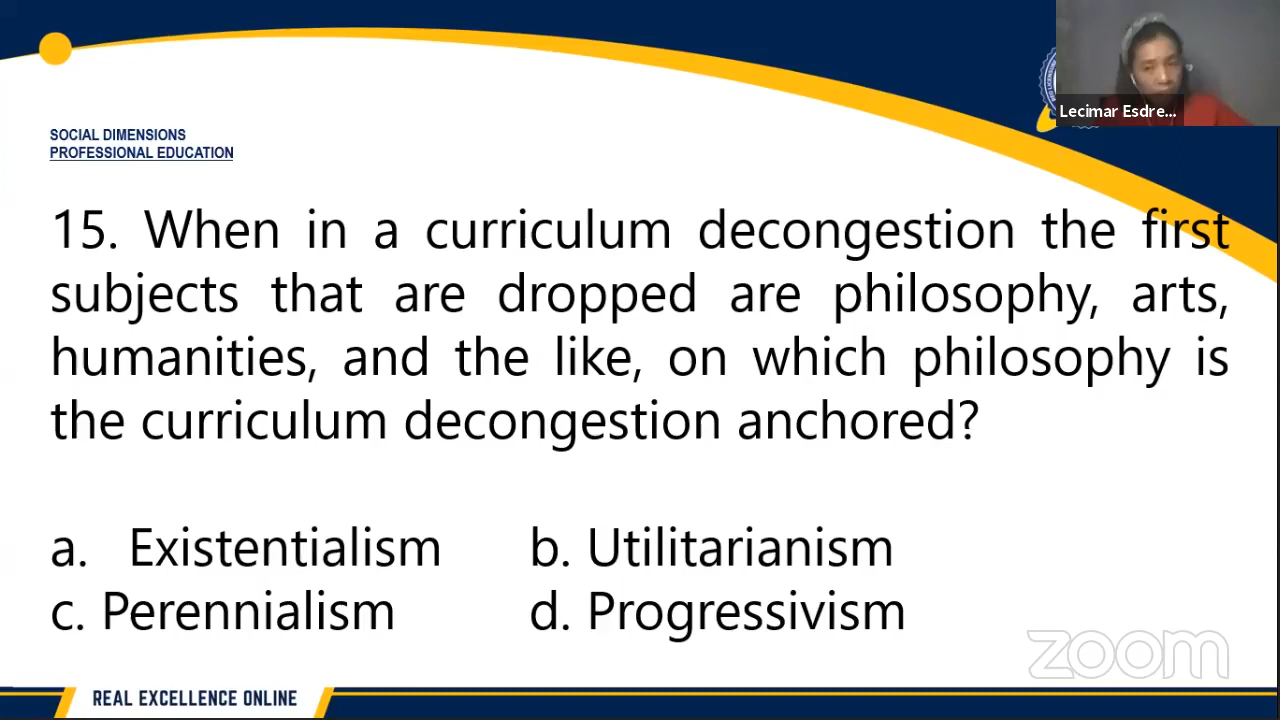 Lecimar Esdre...
SOCIAL DIMENSIONS
PROFESSIONAL EDUCATION
15. When in a curriculum decongestion the first
subjects that are dropped are philosophy, arts,
humanities, and the like, on which philosophy is
the curriculum decongestion anchored?
a. Existentialism b. Utilitarianism
c. Perennialism d. Progressivism
zoom
REAL EXCELLENCE ONLINE